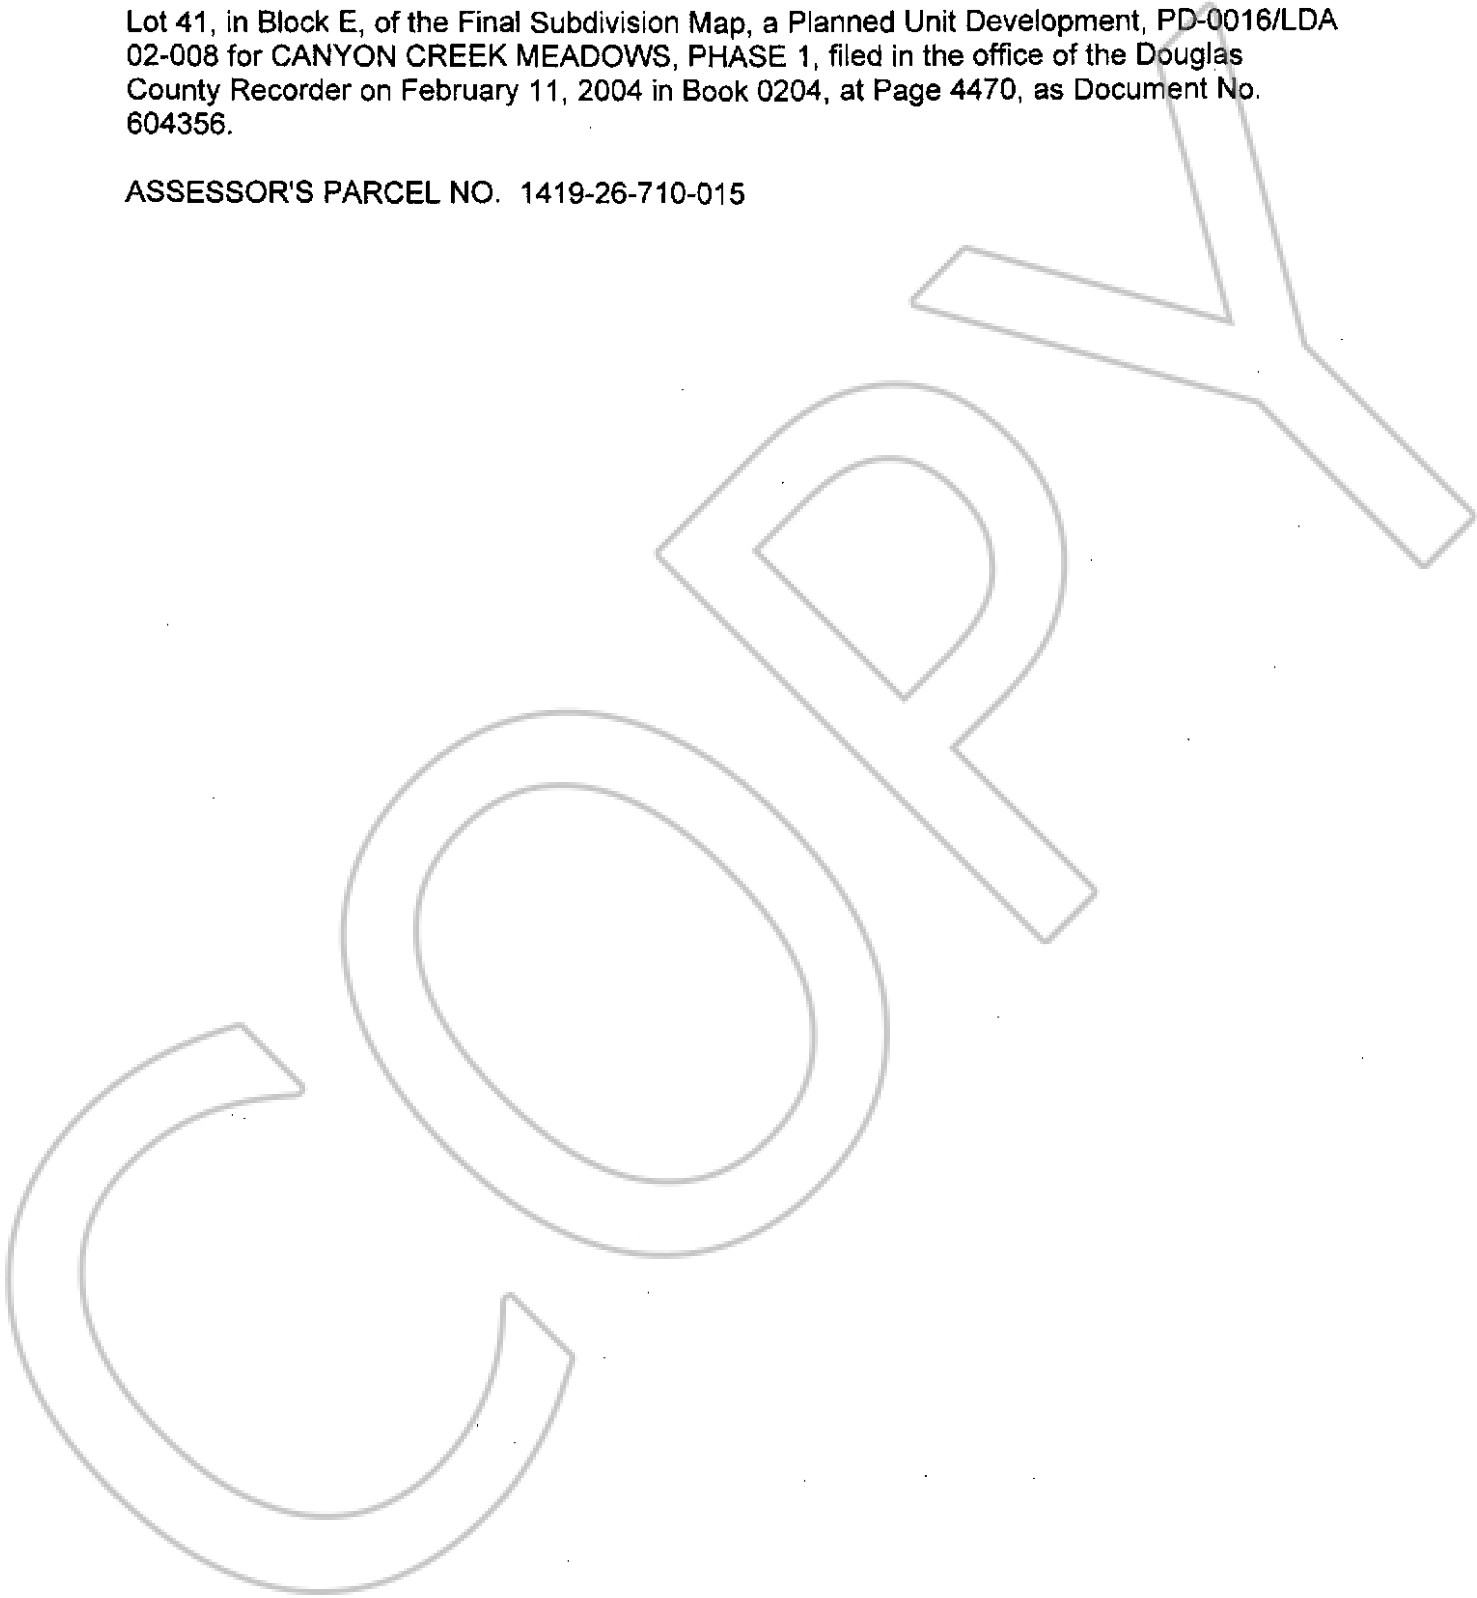 Lot 41, in Block E, of the Final Subdivision Map, a Planned Unit Development, PD-0016/LDA
02-008 for CANYON CREEK MEADOWS, PHASE 1, filed in the office of the Douglas
County Recorder on February 11, 2004 in Book 0204, at Page 4470, as Document No.
604356.
ASSESSOR'S PARCEL NO. 1419-26-710-015
COPY